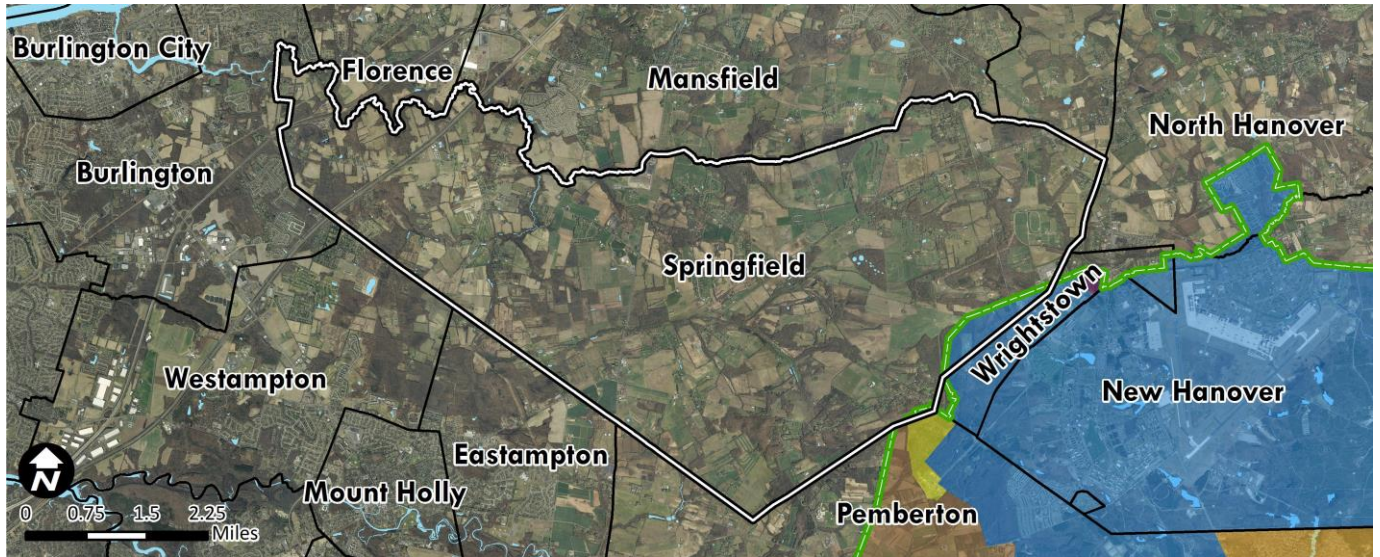 Burlington City
Florence
Mansfield
North Hanover
Burlington
Springfield
Wrightstown
Westampton
New Hanover
Eastampton
Mount Holly
Pemberton
N
0 0.75 1.5 2.25
Miles